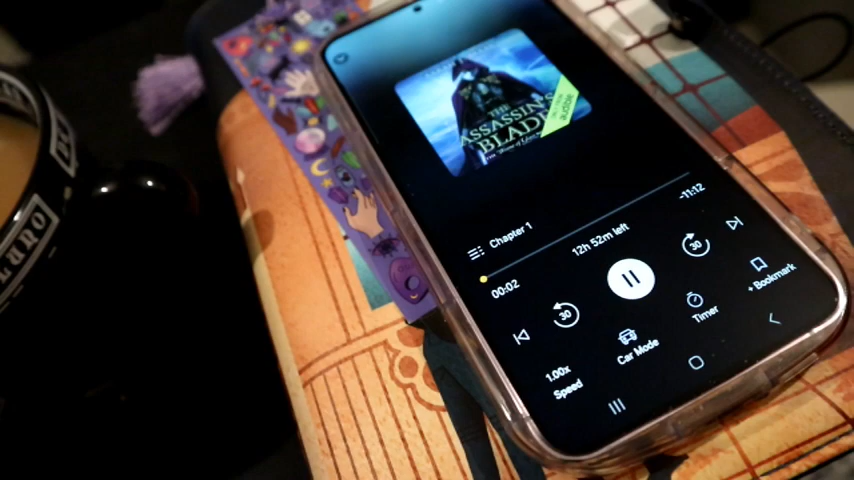 THE
ASSASSIN'S
BLADE
audible
Chapter 1
00:02
12h 52m left
-11:12
30
30
1.00x
Speed
Car Mode
Timer
+ Bookmark